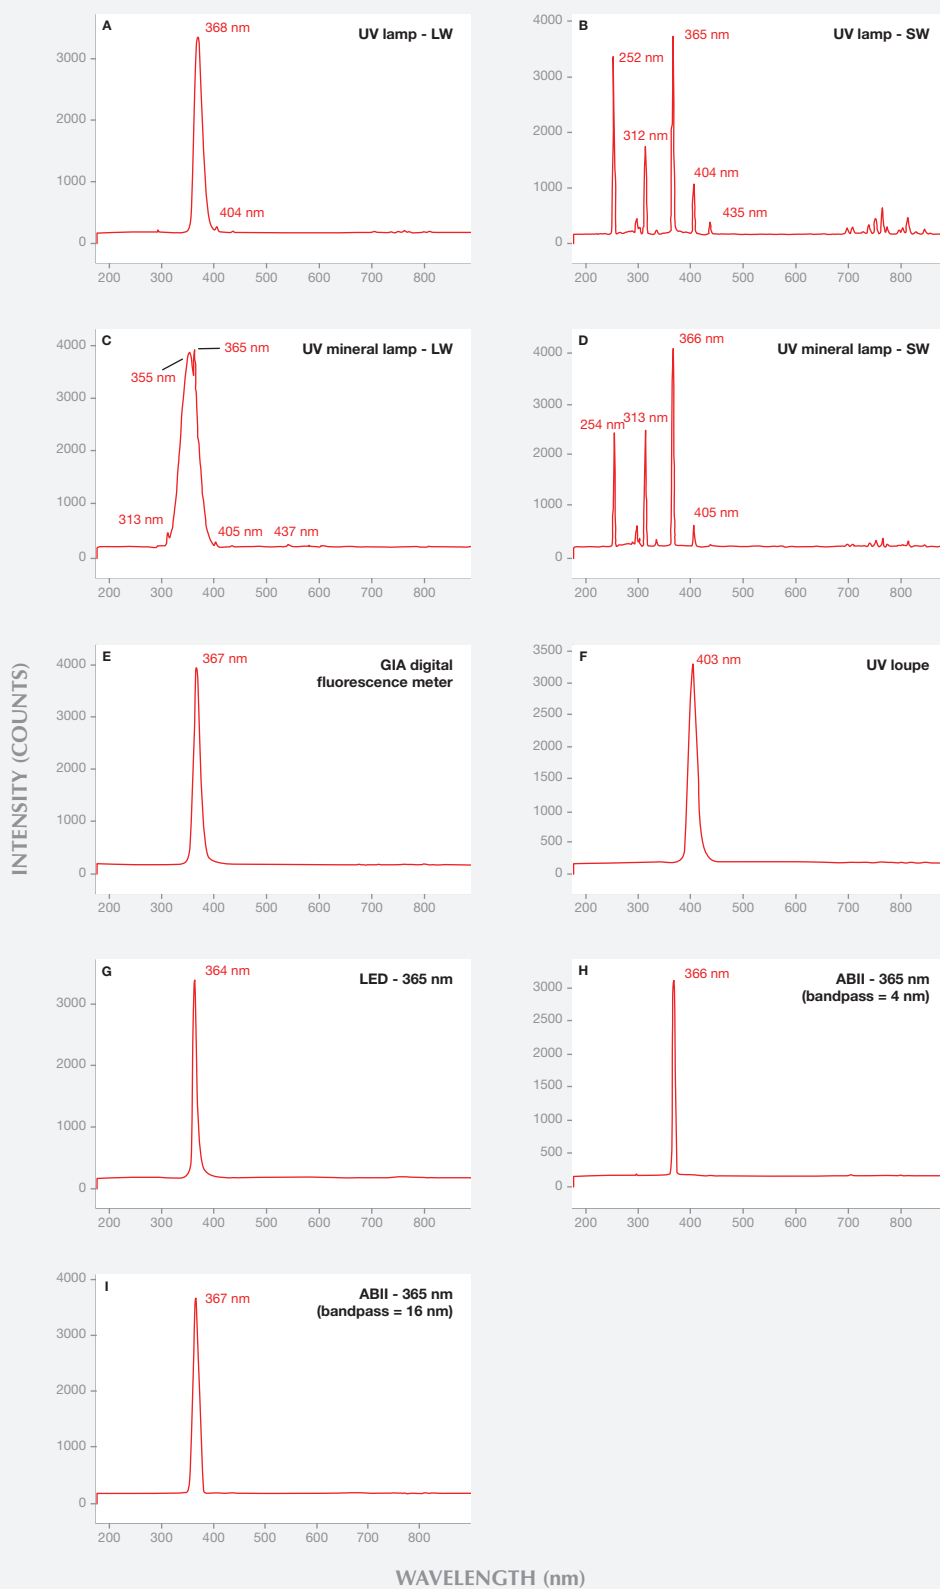 A
UV lamp - LW
368 nm
404 nm
3000
2000
1000
0
200 300 400 500 600 700 800
B
UV lamp - SW
365 nm
252 nm
312 nm
404 nm
435 nm
4000
3000
2000
1000
0
200 300 400 500 600 700 800
C
UV mineral lamp - LW
365 nm
355 nm
313 nm
405 nm
437 nm
4000
3000
2000
1000
0
200 300 400 500 600 700 800
D
UV mineral lamp - SW
366 nm
254 nm
313 nm
405 nm
4000
3000
2000
1000
0
200 300 400 500 600 700 800
E
GIA digital
fluorescence meter
367 nm
4000
3000
2000
1000
0
200 300 400 500 600 700 800
F
UV loupe
403 nm
3500
3000
2500
2000
1500
1000
500
0
200 300 400 500 600 700 800
G
LED - 365 nm
364 nm
3000
2000
1000
0
200 300 400 500 600 700 800
H
ABII - 365 nm
(bandpass = 4 nm)
366 nm
3000
2500
2000
1500
1000
500
0
200 300 400 500 600 700 800
I
ABII - 365 nm
(bandpass = 16 nm)
367 nm
4000
3000
2000
1000
0
200 300 400 500 600 700 800
INTENSITY (COUNTS)
WAVELENGTH (nm)